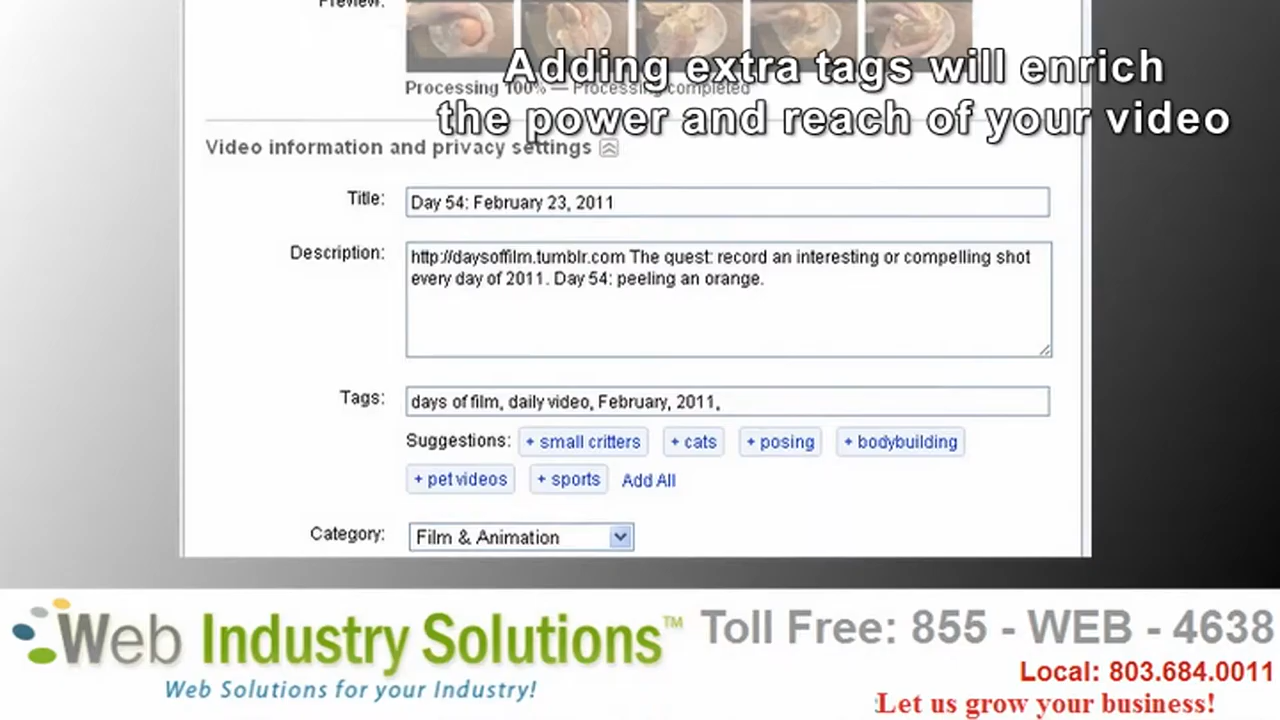 Preview:
Adding extra tags will enrich
Processing 100% — Processing completed
the power and reach of your video
Video information and privacy settings
Title: Day 54: February 23, 2011
Description: http://daysoffilm.tumblr.com The quest: record an interesting or compelling shot
every day of 2011. Day 54: peeling an orange.
Tags: days of film, daily video, February, 2011,
Suggestions: + small critters + cats + posing + bodybuilding
+ pet videos + sports Add All
Category: Film & Animation
Web Industry Solutions™ Toll Free: 855 - WEB - 4638
Local: 803.684.0011
Web Solutions for your Industry! Let us grow your business!